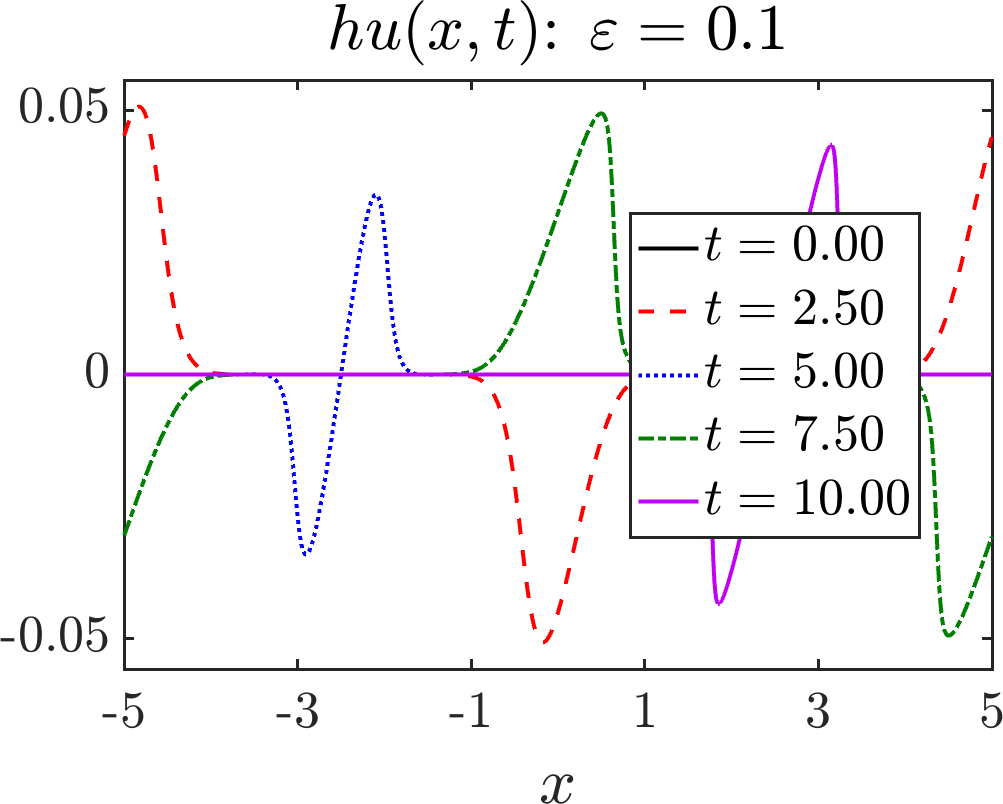 hu(x, t): ε = 0.1
0.05
0
-0.05
t = 0.00
t = 2.50
t = 5.00
t = 7.50
t = 10.00
-5 -3 -1 1 3 5
x